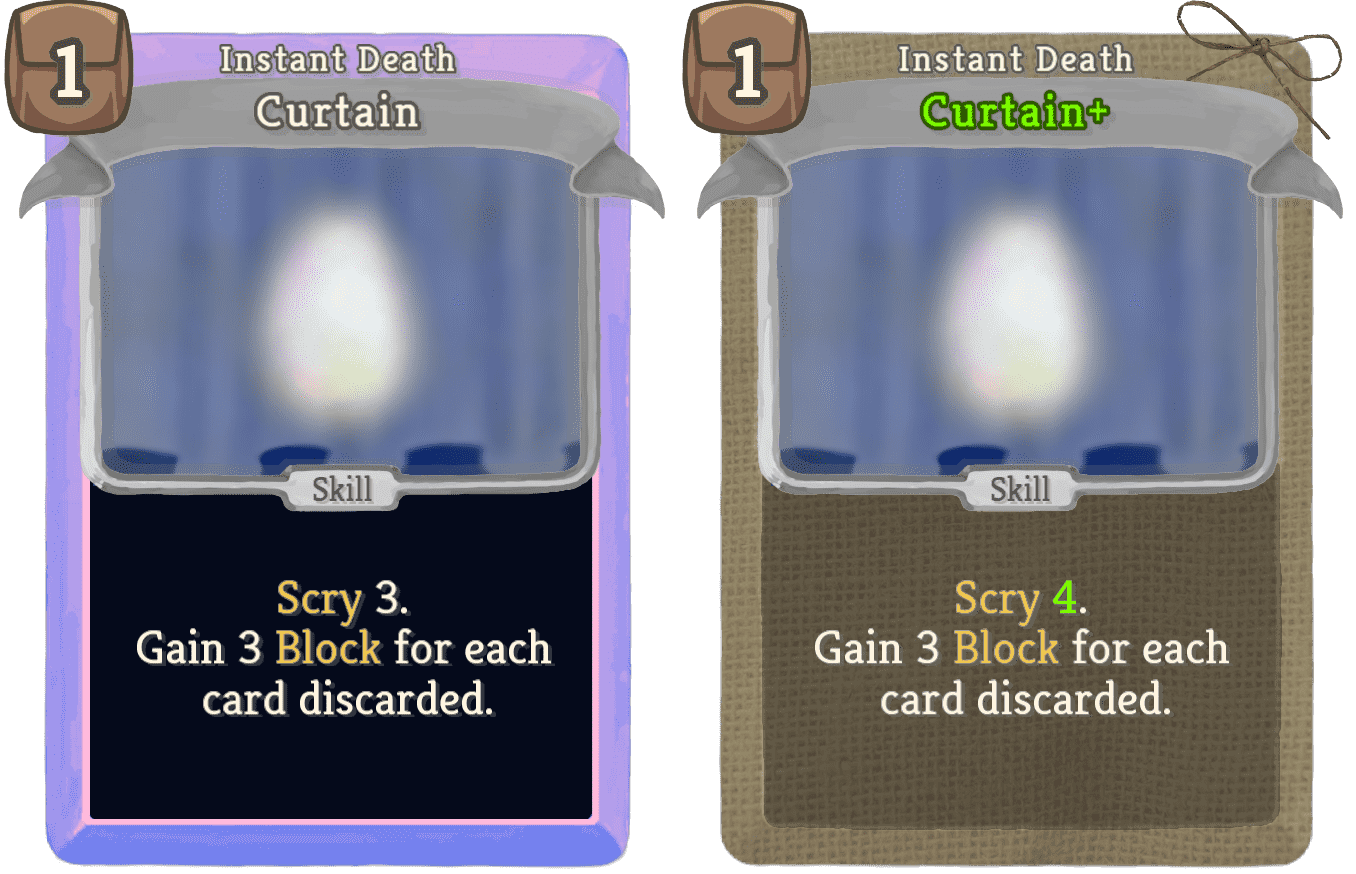 1
Instant Death
Curtain
Skill
Scry 3.
Gain 3 Block for each
card discarded.
1
Instant Death
Curtain+
Skill
Scry 4.
Gain 3 Block for each
card discarded.